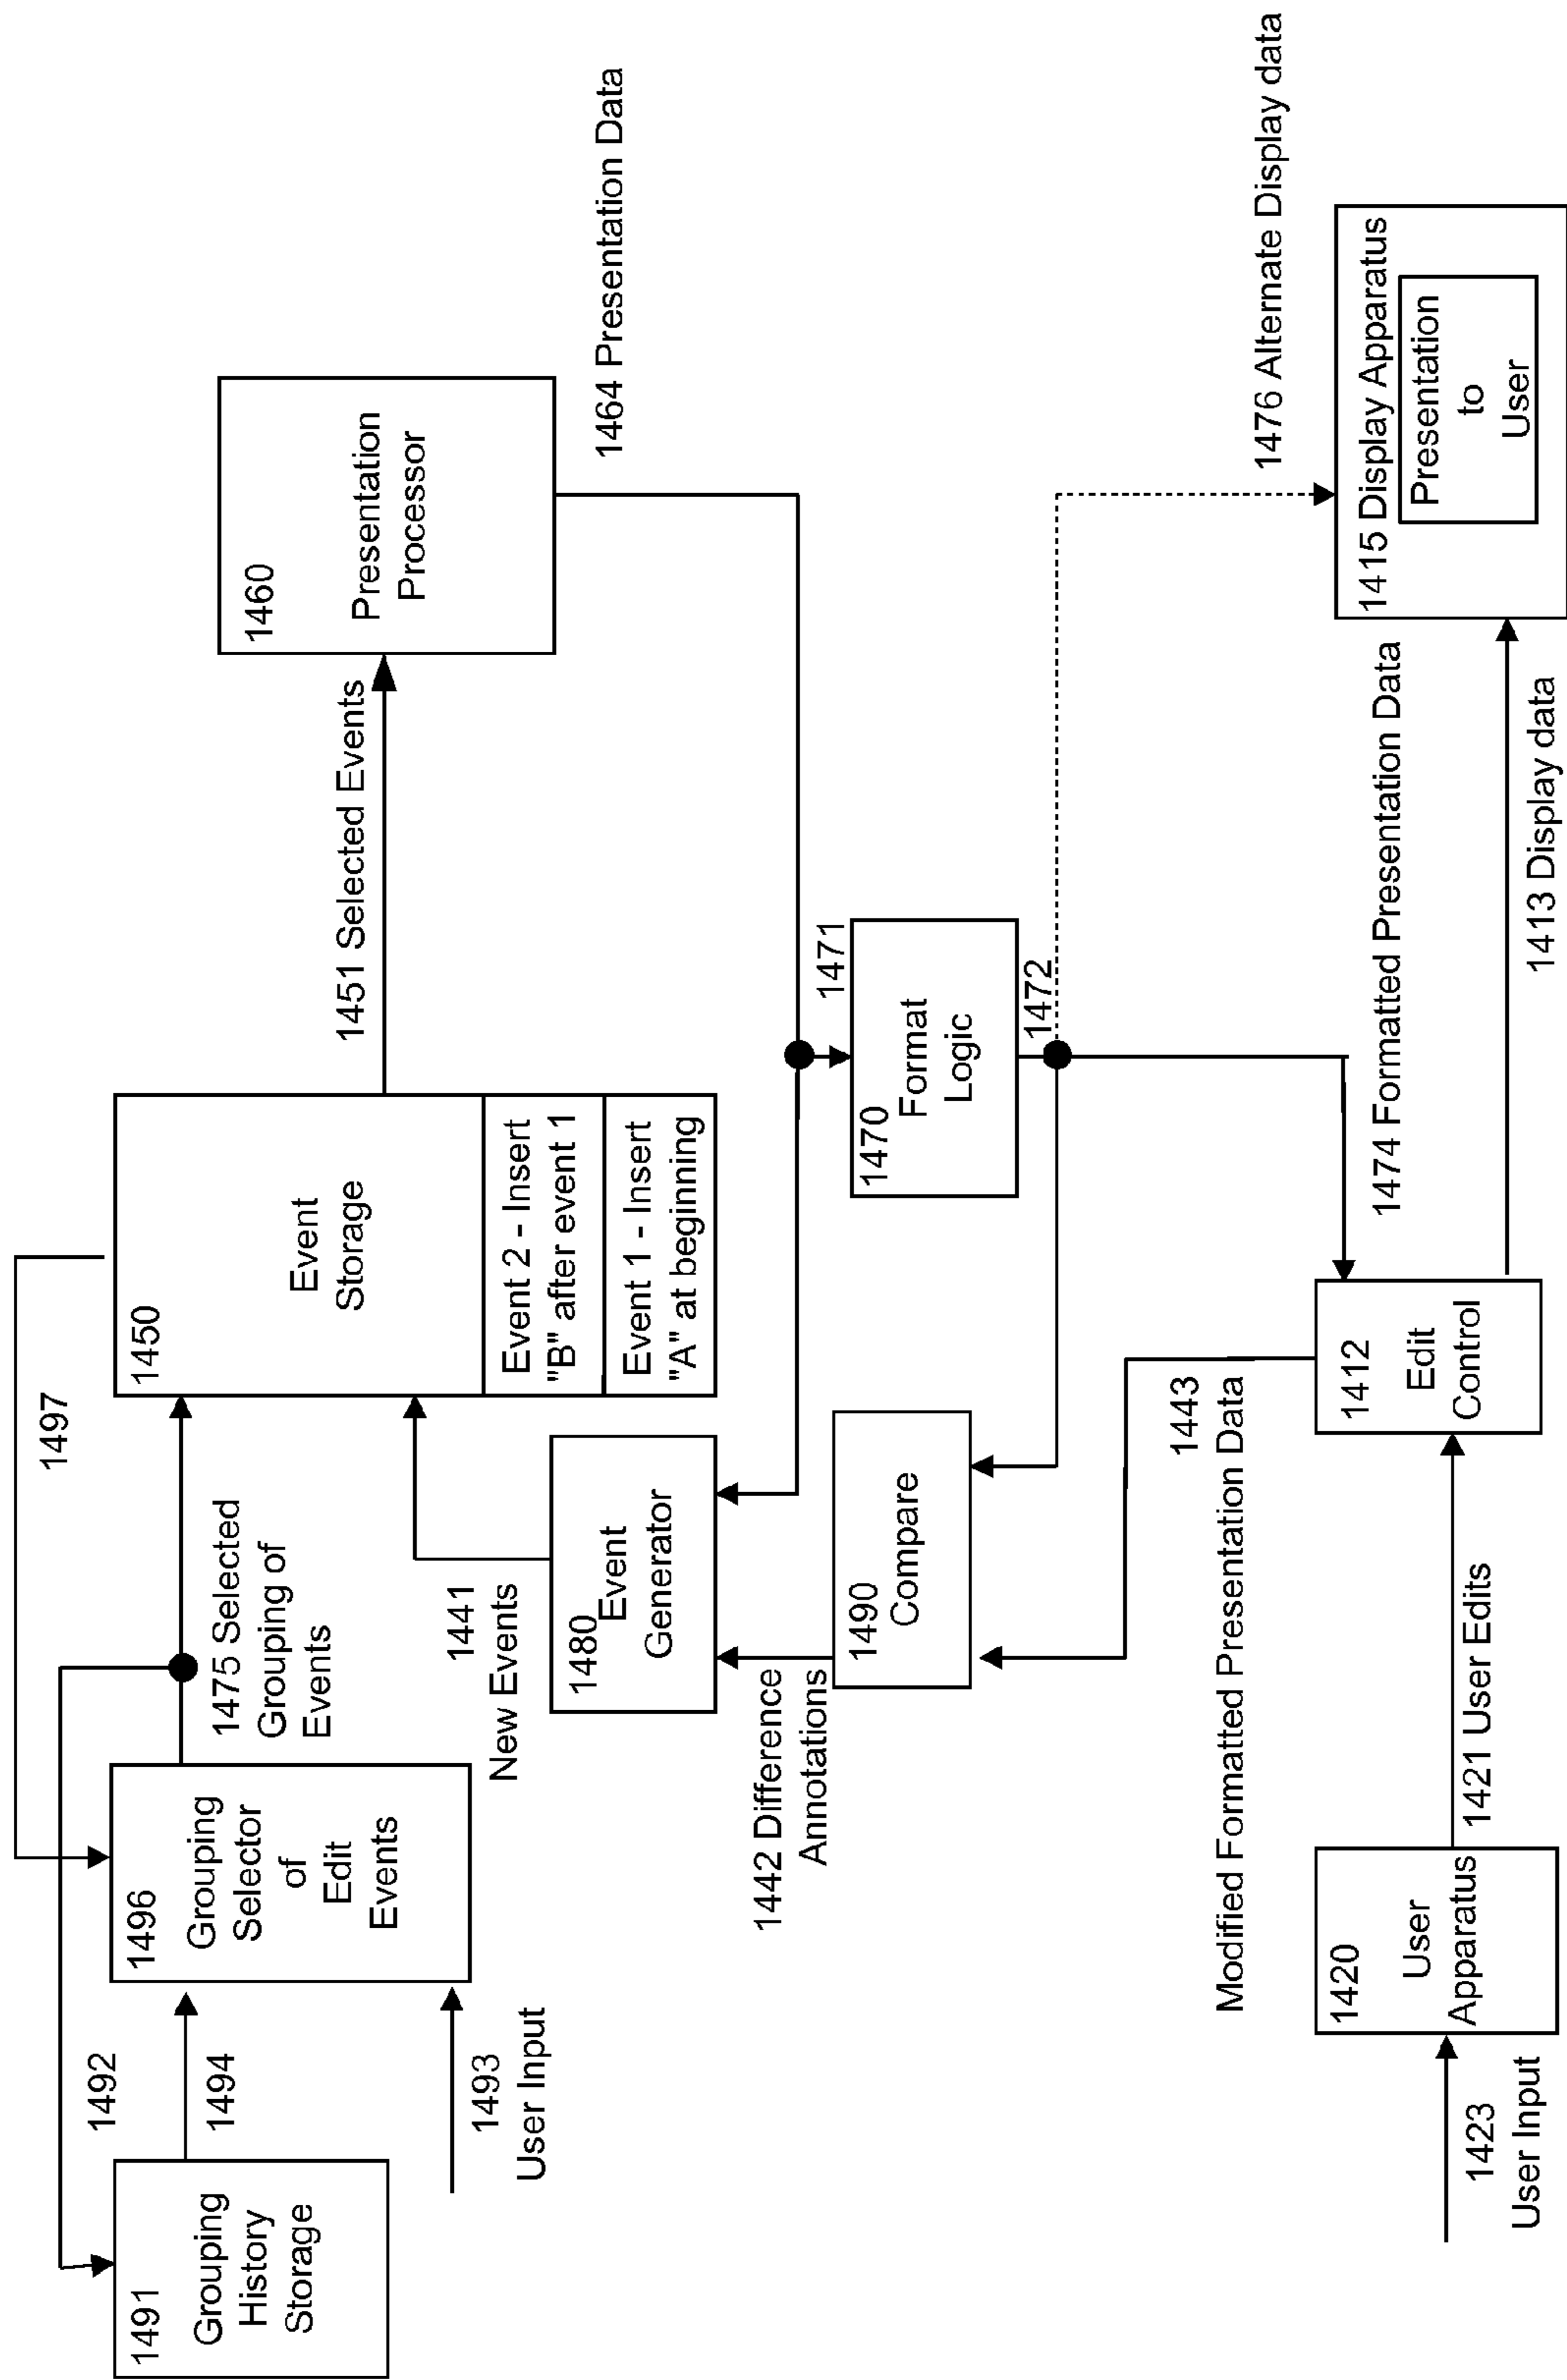 1491
Grouping
History
Storage
1492
1494
1493
User Input
1496
Grouping
Selector
of
Edit
Events
1497
1475 Selected
Grouping of
Events
1450
Event
Storage
Event 2 - Insert
"B" after event 1
Event 1 - Insert
"A" at beginning
1451 Selected Events
1460
Presentation
Processor
1464 Presentation Data
1441
New Events
1480
Event
Generator
1442 Difference
Annotations
1490
Compare
1471
1470
Format
Logic
1472
1476 Alternate Display data
1474 Formatted Presentation Data
1443
Modified Formatted Presentation Data
1423
User Input
1420
User
Apparatus
1421 User Edits
1412
Edit
Control
1413 Display data
1415 Display Apparatus
Presentation
to
User